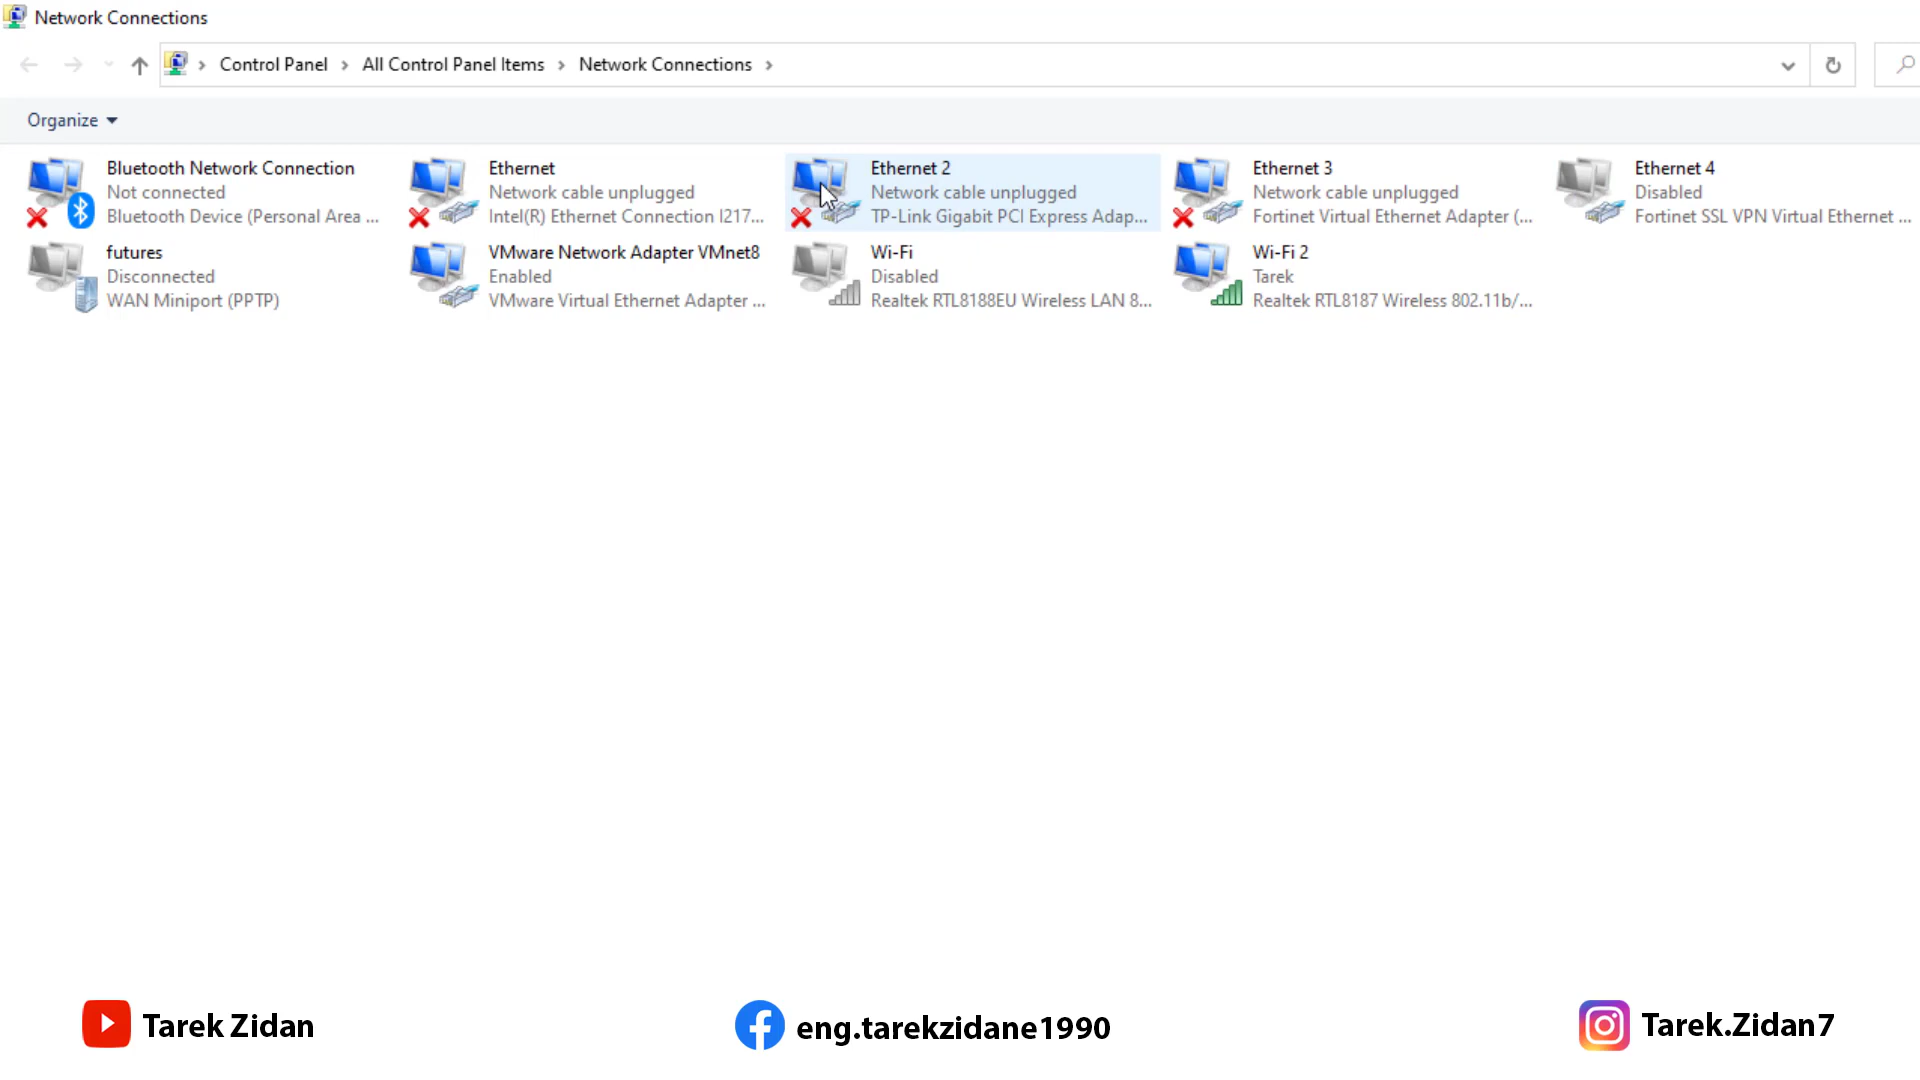 Network Connections
Control Panel > All Control Panel Items > Network Connections >
Organize
Bluetooth Network Connection
Not connected
Bluetooth Device (Personal Area ...
Ethernet
Network cable unplugged
Intel(R) Ethernet Connection I217...
Ethernet 2
Network cable unplugged
TP-Link Gigabit PCI Express Adap...
Ethernet 3
Network cable unplugged
Fortinet Virtual Ethernet Adapter (...
Ethernet 4
Disabled
Fortinet SSL VPN Virtual Ethernet ...
futures
Disconnected
WAN Miniport (PPTP)
VMware Network Adapter VMnet8
Enabled
VMware Virtual Ethernet Adapter ...
Wi-Fi
Disabled
Realtek RTL8188EU Wireless LAN 8...
Wi-Fi 2
Tarek
Realtek RTL8187 Wireless 802.11b/...
Tarek Zidan
eng.tarekzidane1990
Tarek.Zidan7